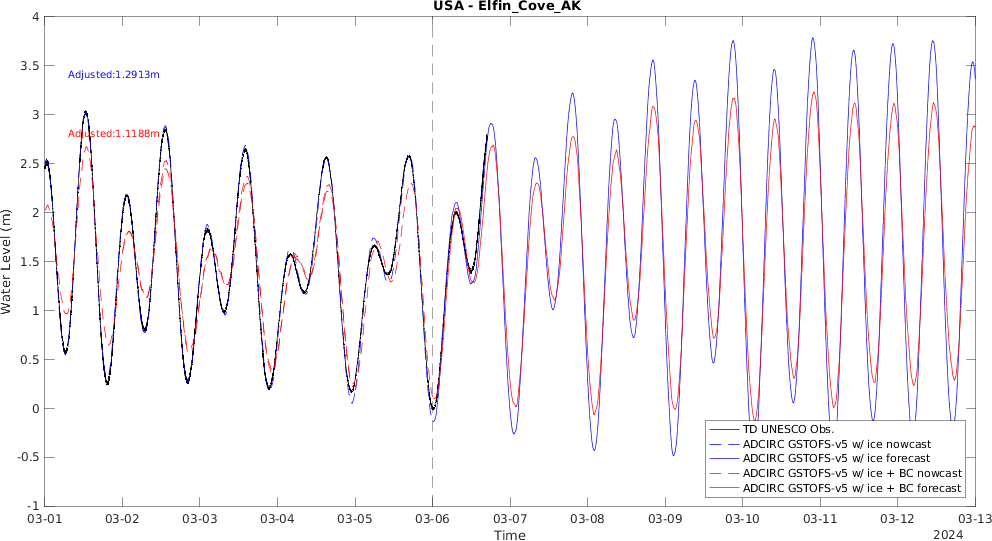 USA - Elfin_Cove_AK
4
3.5
3
2.5
2
1.5
1
0.5
0
-0.5
-1
Water Level (m)
Adjusted:1.2913m
Adjusted:1.1188m
TD UNESCO Obs.
ADCIRC GSTOFS-v5 w/ ice nowcast
ADCIRC GSTOFS-v5 w/ ice forecast
ADCIRC GSTOFS-v5 w/ ice + BC nowcast
ADCIRC GSTOFS-v5 w/ ice + BC forecast
03-01 03-02 03-03 03-04 03-05 03-06 03-07 03-08 03-09 03-10 03-11 03-12 03-13
Time
2024